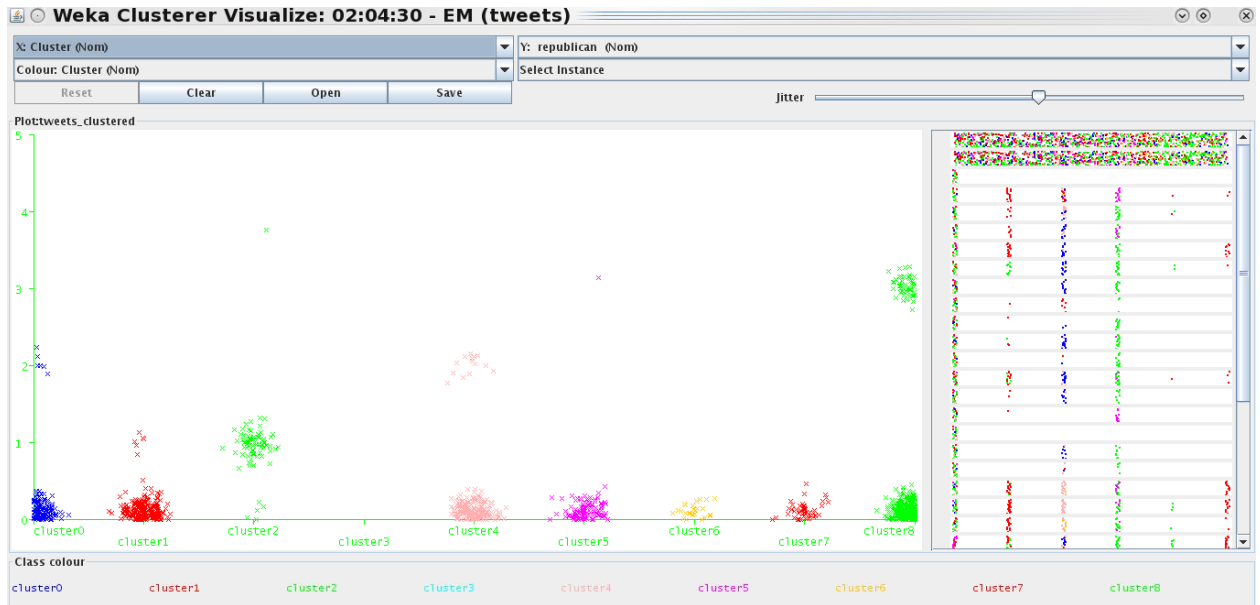 Weka Clusterer Visualize: 02:04:30 - EM (tweets)
X: Cluster (Nom)
Y: republican (Nom)
Colour: Cluster (Nom)
Select Instance
Reset
Clear
Open
Save
Jitter
Plot:tweets_clustered
5
4
3
2
1
0
cluster0
cluster1
cluster2
cluster3
cluster4
cluster5
cluster6
cluster7
cluster8
Class colour
cluster0 cluster1 cluster2 cluster3 cluster4 cluster5 cluster6 cluster7 cluster8